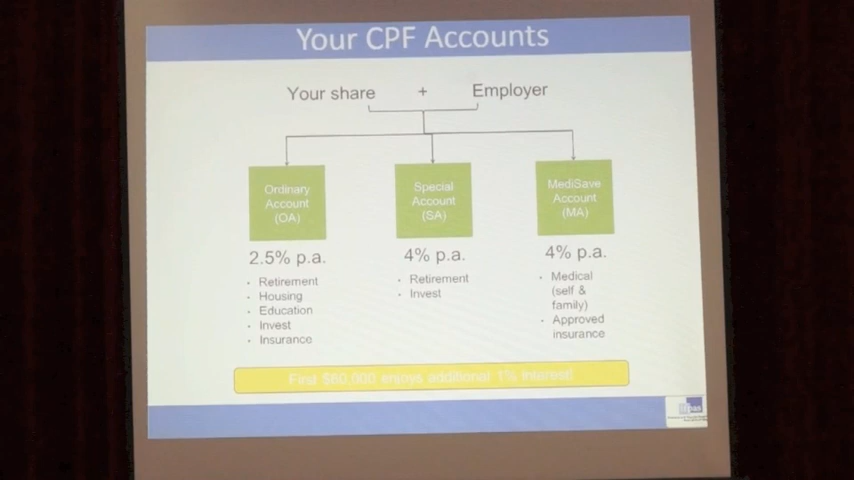 Your CPF Accounts
Your share + Employer
Ordinary
Account
(OA)
Special
Account
(SA)
MediSave
Account
(MA)
2.5% p.a.
4% p.a.
4% p.a.
· Retirement
· Housing
· Education
· Invest
· Insurance
· Retirement
· Invest
· Medical
(self &
family)
· Approved
insurance
First $60,000 enjoys additional 1% interest!